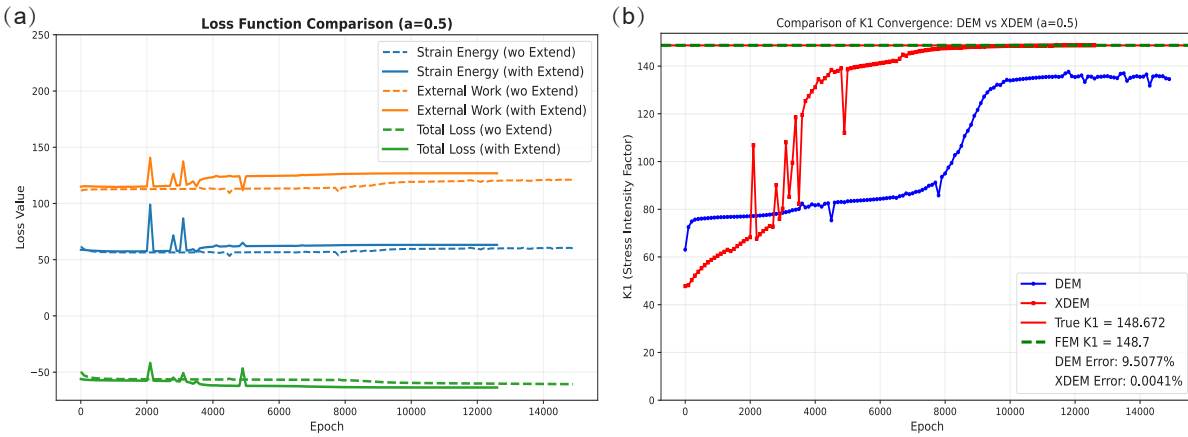 (a)
Loss Function Comparison (a=0.5)
250
200
150
100
50
0
−50
Loss Value
0
2000
4000
6000
8000
10000
12000
14000
Epoch
Strain Energy (wo Extend)
Strain Energy (with Extend)
External Work (wo Extend)
External Work (with Extend)
Total Loss (wo Extend)
Total Loss (with Extend)
(b)
Comparison of K1 Convergence: DEM vs XDEM (a=0.5)
140
120
100
80
60
40
20
0
K1 (Stress Intensity Factor)
0
2000
4000
6000
8000
10000
12000
14000
Epoch
DEM
XDEM
True K1 = 148.672
FEM K1 = 148.7
DEM Error: 9.5077%
XDEM Error: 0.0041%